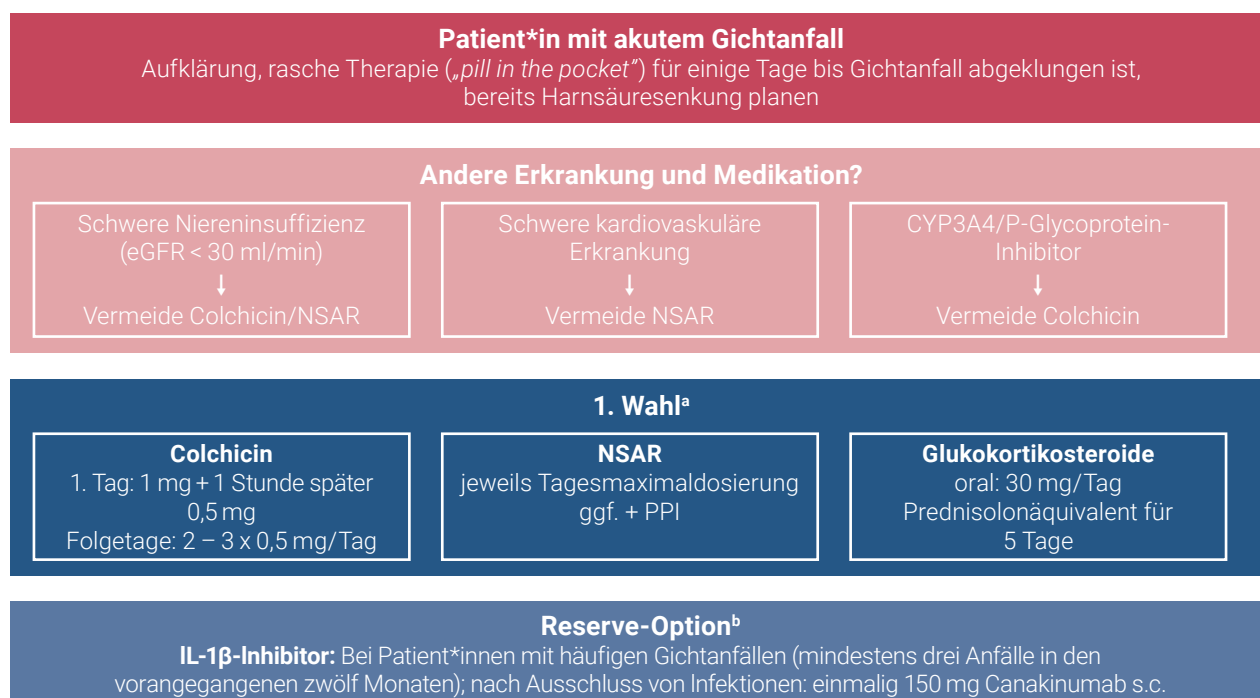 Patient*in mit akutem Gichtanfall
Aufklärung, rasche Therapie („pill in the pocket“) für einige Tage bis Gichtanfall abgeklungen ist,
bereits Harnsäuresenkung planen
Andere Erkrankung und Medikation?
Schwere Niereninsuffizienz
(eGFR < 30 ml/min)
↓
Vermeide Colchicin/NSAR
Schwere kardiovaskuläre
Erkrankung
↓
Vermeide NSAR
CYP3A4/P-Glycoprotein-
Inhibitor
↓
Vermeide Colchicin
1. Wahlᵃ
Colchicin
1. Tag: 1 mg + 1 Stunde später
0,5 mg
Folgetage: 2 – 3 x 0,5 mg/Tag
NSAR
jeweils Tagesmaximaldosierung
ggf. + PPI
Glukokortikosteroide
oral: 30 mg/Tag
Prednisolonäquivalent für
5 Tage
Reserve-Optionᵇ
IL-1β-Inhibitor: Bei Patient*innen mit häufigen Gichtanfällen (mindestens drei Anfälle in den
vorangegangenen zwölf Monaten); nach Ausschluss von Infektionen: einmalig 150 mg Canakinumab s.c.